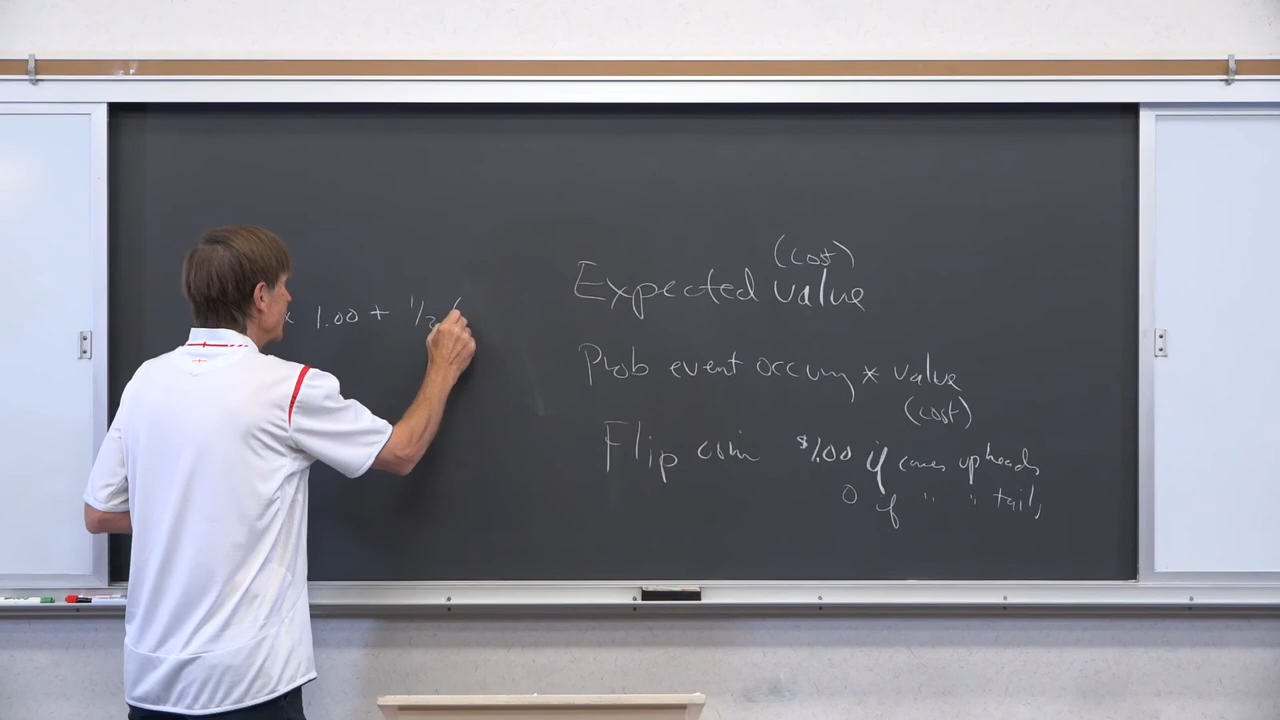 × 1.00 + 1/2
(cost)
Expected value
Prob event occurs * value
(cost)
Flip coin $1.00 if comes up heads
0 if " " tails